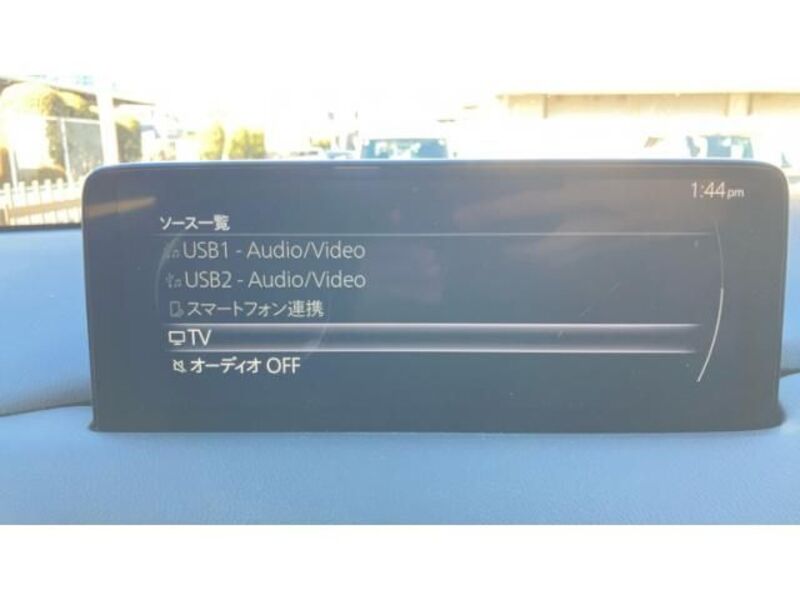 1:44pm
ソース一覧
USB1 - Audio/Video
USB2 - Audio/Video
スマートフォン連携
TV
オーディオ OFF